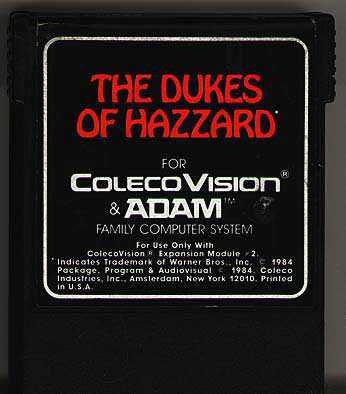 THE DUKES
OF HAZZARD*
FOR
COLECOVISION®
& ADAM™
FAMILY COMPUTER SYSTEM
For Use Only With
ColecoVision® Expansion Module #2.
*Indicates Trademark of Warner Bros., Inc. © 1984
Package, Program & Audiovisual © 1984, Coleco
Industries, Inc., Amsterdam, New York 12010. Printed
in U.S.A.